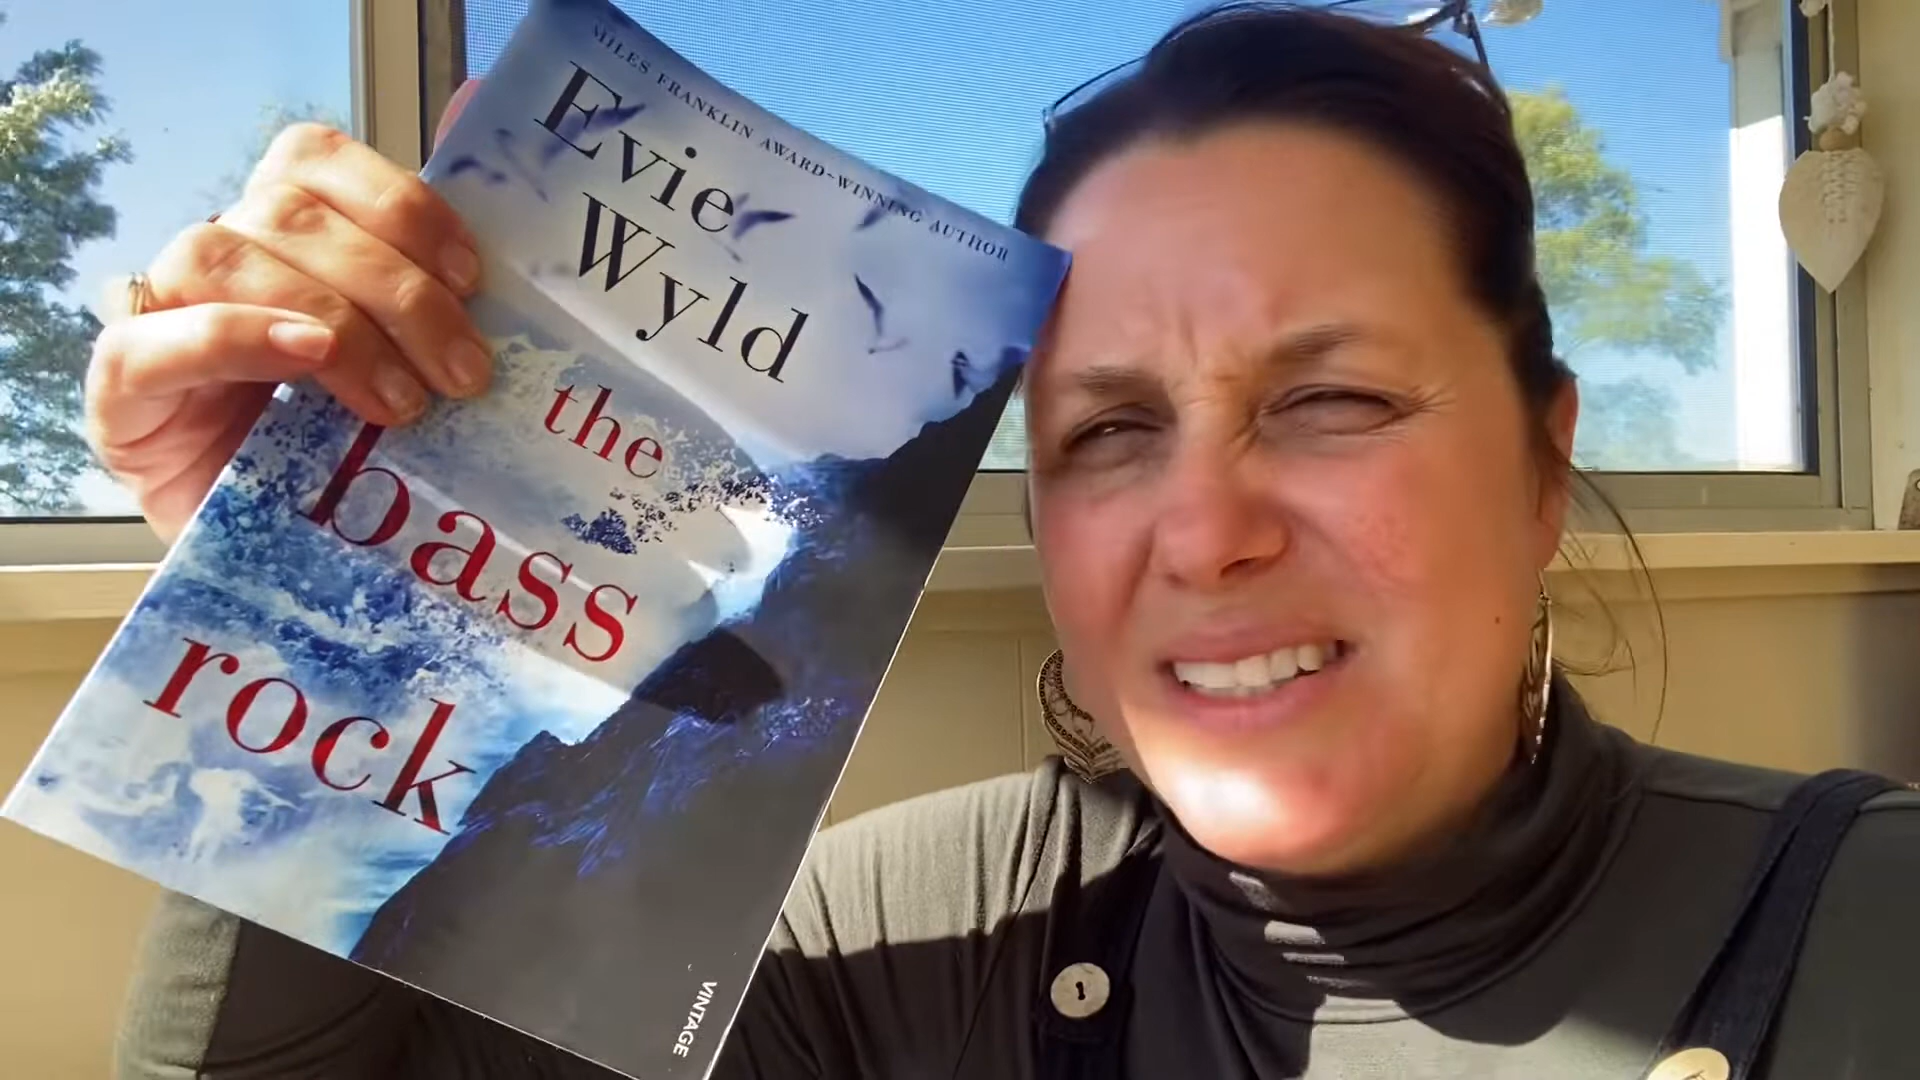 MILES FRANKLIN AWARD-WINNING AUTHOR
Evie
Wyld
the
bass
rock
VINTAGE